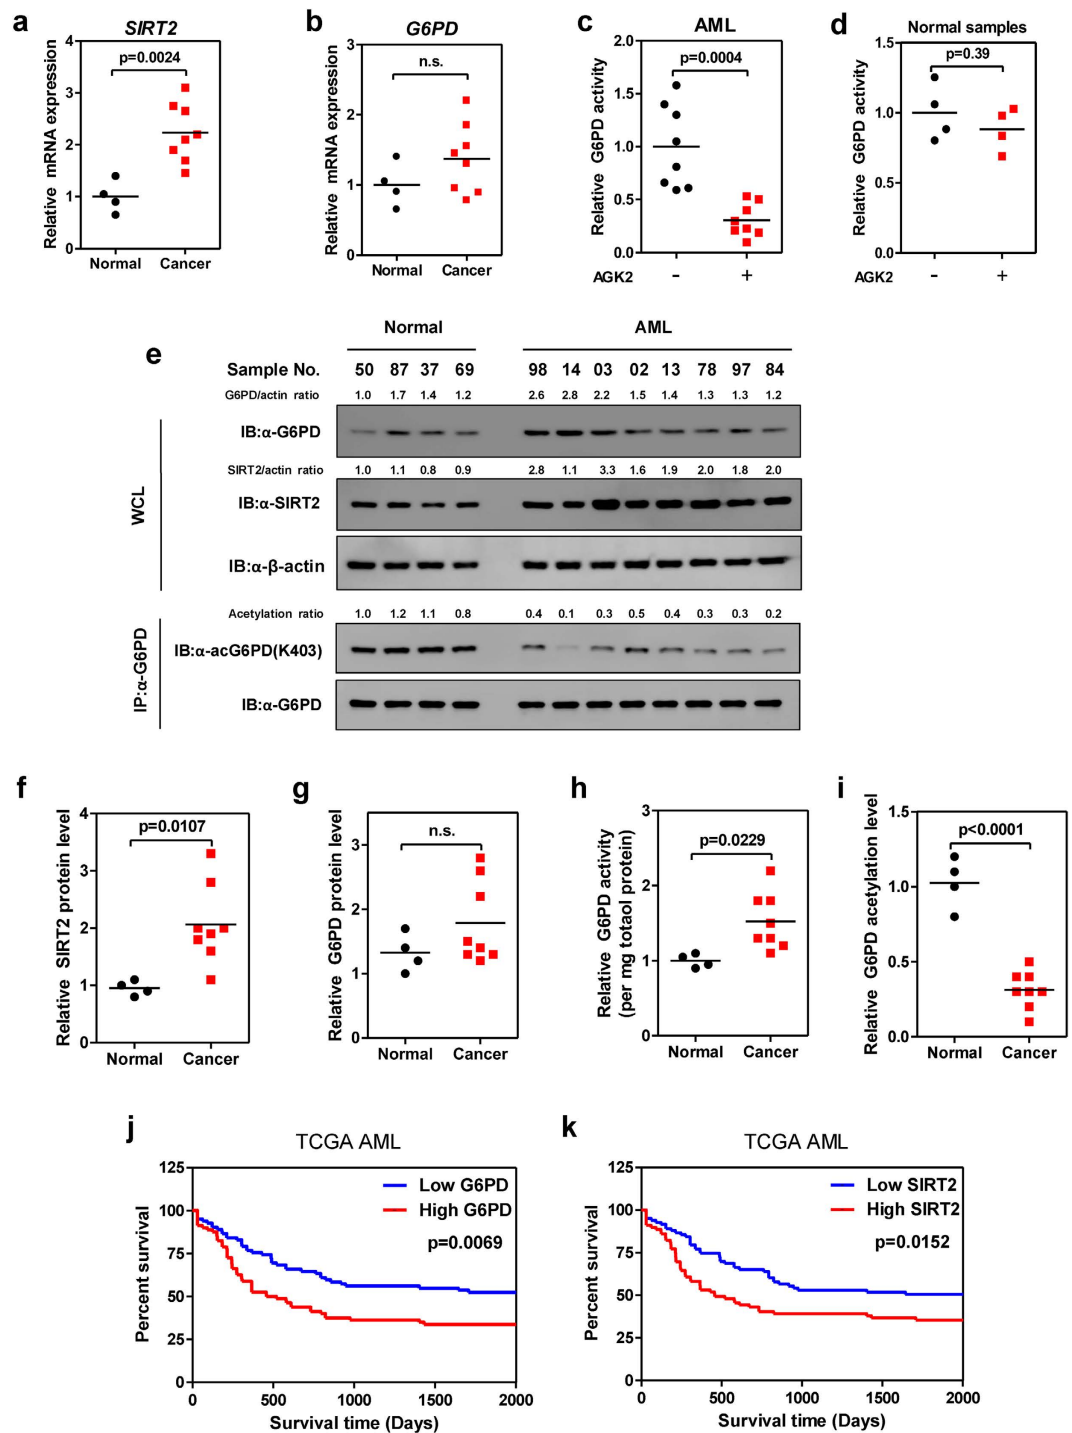 a
SIRT2
Relative mRNA expression
4
3
2
1
0
p=0.0024
Normal Cancer
b
G6PD
Relative mRNA expression
3
2
1
0
n.s.
Normal Cancer
c
AML
Relative G6PD activity
2.0
1.5
1.0
0.5
0.0
p=0.0004
AGK2 - +
d
Normal samples
Relative G6PD activity
1.5
1.0
0.5
0.0
p=0.39
AGK2 - +
e
Normal AML
Sample No. 50 87 37 69 98 14 03 02 13 78 97 84
G6PD/actin ratio 1.0 1.7 1.4 1.2 2.6 2.8 2.2 1.5 1.4 1.3 1.3 1.2
IB:α-G6PD
SIRT2/actin ratio 1.0 1.1 0.8 0.9 2.8 1.1 3.3 1.6 1.9 2.0 1.8 2.0
IB:α-SIRT2
IB:α-β-actin
WCL
Acetylation ratio 1.0 1.2 1.1 0.8 0.4 0.1 0.3 0.5 0.4 0.3 0.3 0.2
IB:α-acG6PD(K403)
IB:α-G6PD
IP:α-G6PD
f
Relative SIRT2 protein level
4
3
2
1
0
p=0.0107
Normal Cancer
g
Relative G6PD protein level
3
2
1
0
n.s.
Normal Cancer
h
Relative G6PD activity
(per mg totaol protein)
3
2
1
0
p=0.0229
Normal Cancer
i
Relative G6PD acetylation level
1.5
1.0
0.5
0.0
p<0.0001
Normal Cancer
j
TCGA AML
Percent survival
125
100
75
50
25
0
Low G6PD
High G6PD
p=0.0069
0 500 1000 1500 2000
Survival time (Days)
k
TCGA AML
Percent survival
125
100
75
50
25
0
Low SIRT2
High SIRT2
p=0.0152
0 500 1000 1500 2000
Survival time (Days)